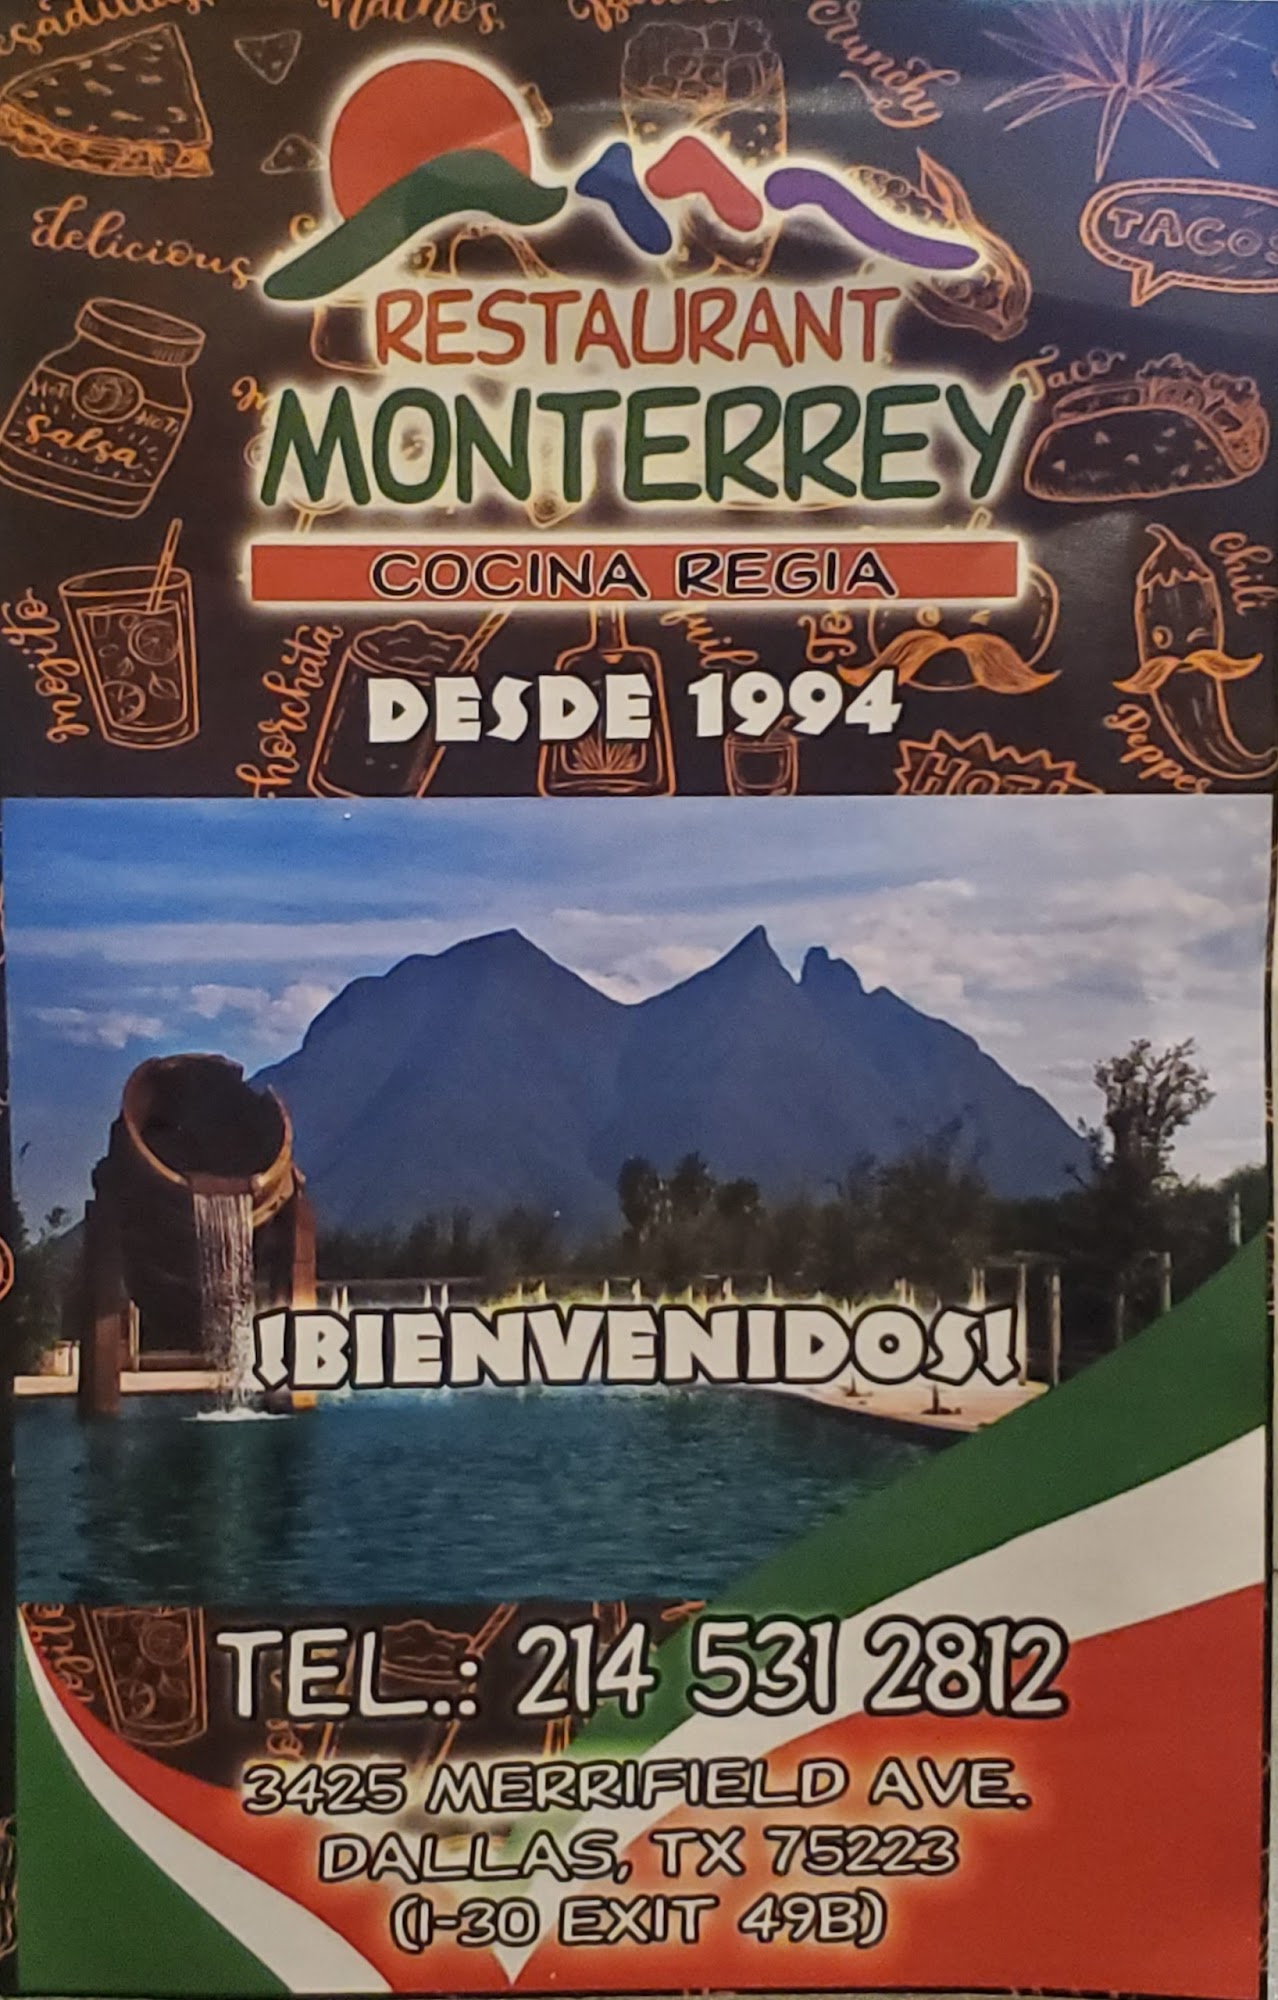 nachos
Crunchy
delicious
TACOS
RESTAURANT
Taco
MONTERREY
HOT HOT
Salsa
COCINA REGIA
Chili
mojito
horchata
DESDE 1994
Pepper
HOT!
¡BIENVENIDOS!
TEL.: 214 531 2812
3425 MERRIFIELD AVE.
DALLAS, TX 75223
(I-30 EXIT 49B)